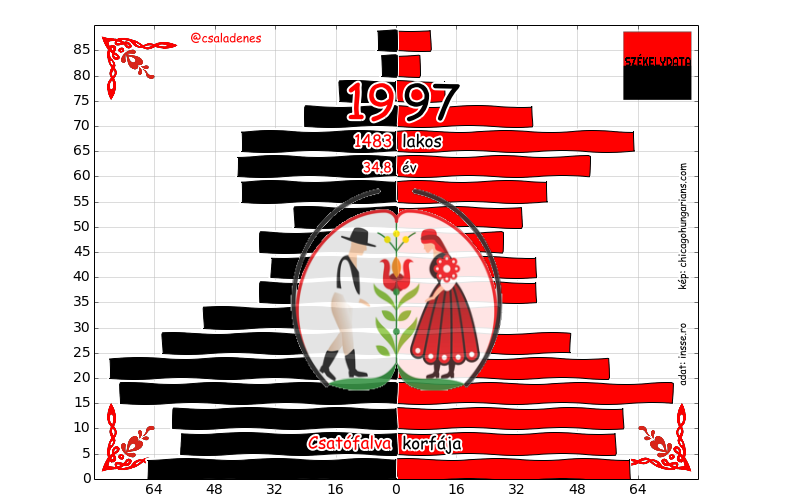 @csaladenes
SZÉKELYDATA
1997
1483 lakos
34.8 év
kép: chicagohungarians.com
adat: insse.ro
Csatófalva korfája
85
80
75
70
65
60
55
50
45
40
35
30
25
20
15
10
5
0
64 48 32 16 0 16 32 48 64